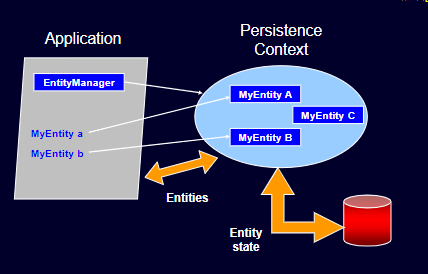 Application
Persistence
Context
EntityManager
MyEntity A
MyEntity C
MyEntity a
MyEntity B
MyEntity b
Entities
Entity
state